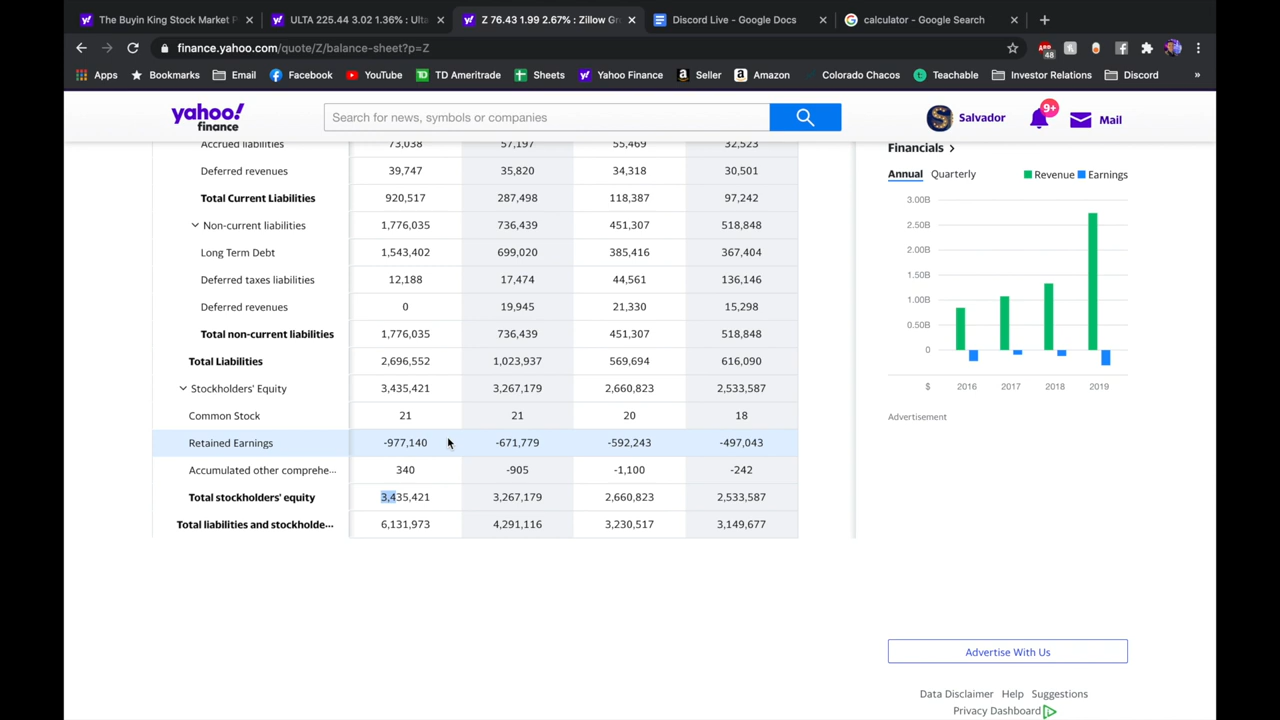 The Buyin King Stock Market P
ULTA 225.44 3.02 1.36% : Ulta
Z 76.43 1.99 2.67% : Zillow Gr
Discord Live - Google Docs
calculator - Google Search
finance.yahoo.com/quote/Z/balance-sheet?p=Z
ABP
48
Apps
Bookmarks
Email
Facebook
YouTube
TD Ameritrade
Sheets
Yahoo Finance
Seller
Amazon
Colorado Chacos
Teachable
Investor Relations
Discord
»
yahoo!
finance
Search for news, symbols or companies
Salvador
9+
Mail
Accrued liabilities 73,038 57,197 55,469 32,523
Deferred revenues 39,747 35,820 34,318 30,501
Total Current Liabilities 920,517 287,498 118,387 97,242
Non-current liabilities 1,776,035 736,439 451,307 518,848
Long Term Debt 1,543,402 699,020 385,416 367,404
Deferred taxes liabilities 12,188 17,474 44,561 136,146
Deferred revenues 0 19,945 21,330 15,298
Total non-current liabilities 1,776,035 736,439 451,307 518,848
Total Liabilities 2,696,552 1,023,937 569,694 616,090
Stockholders' Equity 3,435,421 3,267,179 2,660,823 2,533,587
Common Stock 21 21 20 18
Retained Earnings -977,140 -671,779 -592,243 -497,043
Accumulated other comprehe... 340 -905 -1,100 -242
Total stockholders' equity 3,435,421 3,267,179 2,660,823 2,533,587
Total liabilities and stockholde... 6,131,973 4,291,116 3,230,517 3,149,677
Financials
Annual Quarterly Revenue Earnings
3.00B
2.50B
2.00B
1.50B
1.00B
0.50B
0
$ 2016 2017 2018 2019
Advertisement
Advertise With Us
Data Disclaimer Help Suggestions
Privacy Dashboard